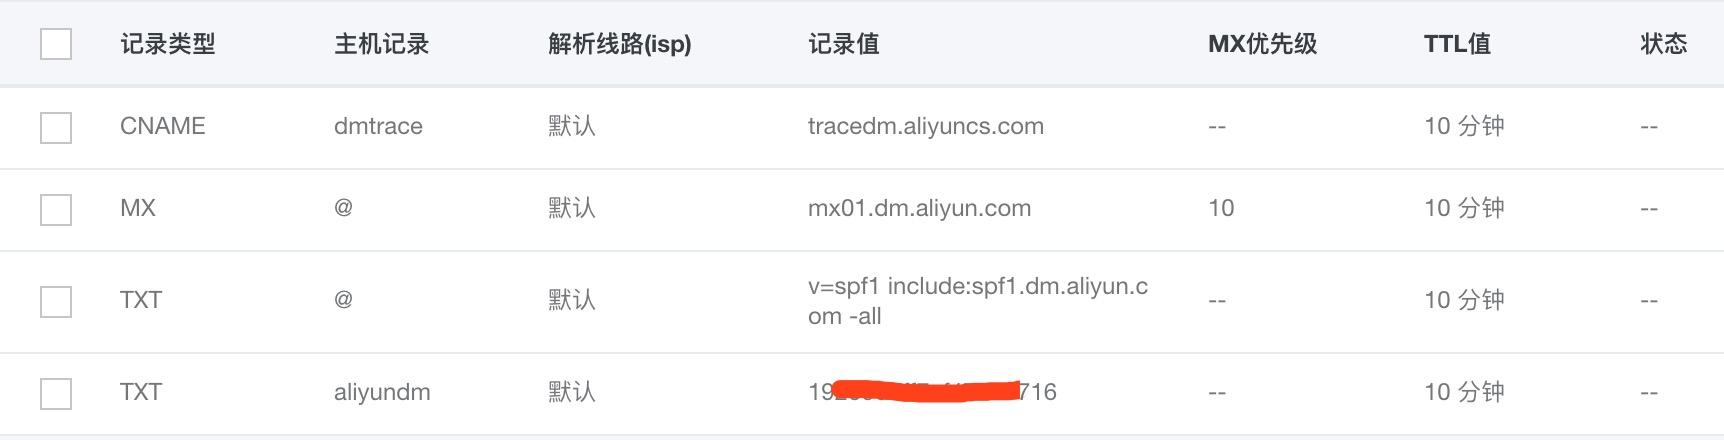 记录类型 主机记录 解析线路(isp) 记录值 MX优先级 TTL值 状态
CNAME dmtrace 默认 tracedm.aliyuncs.com -- 10 分钟 --
MX @ 默认 mx01.dm.aliyun.com 10 10 分钟 --
TXT @ 默认 v=spf1 include:spf1.dm.aliyun.c -- 10 分钟 --
om -all
TXT aliyundm 默认 19 716 -- 10 分钟 --